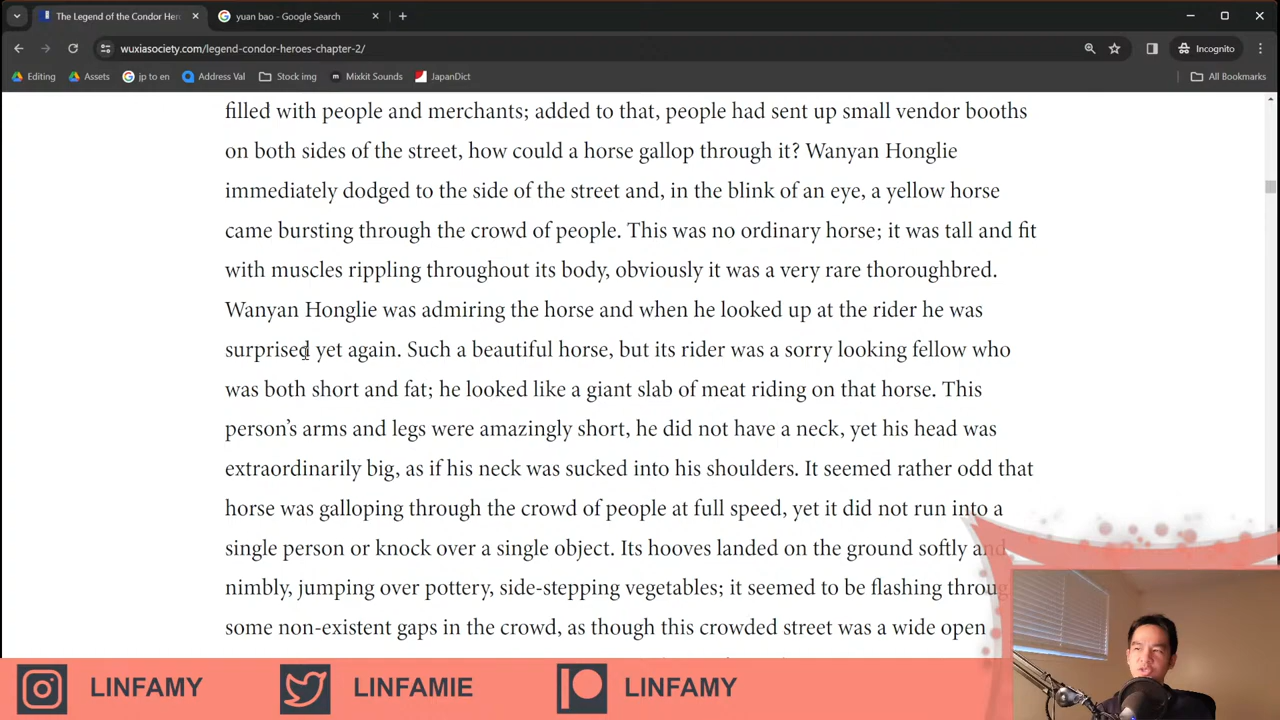 The Legend of the Condor Her
yuan bao - Google Search
wuxiasociety.com/legend-condor-heroes-chapter-2/
Incognito
Editing
Assets
jp to en
Address Val
Stock img
Mixkit Sounds
JapanDict
All Bookmarks
filled with people and merchants; added to that, people had sent up small vendor booths
on both sides of the street, how could a horse gallop through it? Wanyan Honglie
immediately dodged to the side of the street and, in the blink of an eye, a yellow horse
came bursting through the crowd of people. This was no ordinary horse; it was tall and fit
with muscles rippling throughout its body, obviously it was a very rare thoroughbred.
Wanyan Honglie was admiring the horse and when he looked up at the rider he was
surprised yet again. Such a beautiful horse, but its rider was a sorry looking fellow who
was both short and fat; he looked like a giant slab of meat riding on that horse. This
person's arms and legs were amazingly short, he did not have a neck, yet his head was
extraordinarily big, as if his neck was sucked into his shoulders. It seemed rather odd that
horse was galloping through the crowd of people at full speed, yet it did not run into a
single person or knock over a single object. Its hooves landed on the ground softly and
nimbly, jumping over pottery, side-stepping vegetables; it seemed to be flashing throug
some non-existent gaps in the crowd, as though this crowded street was a wide open
LINFAMY
LINFAMIE
LINFAMY